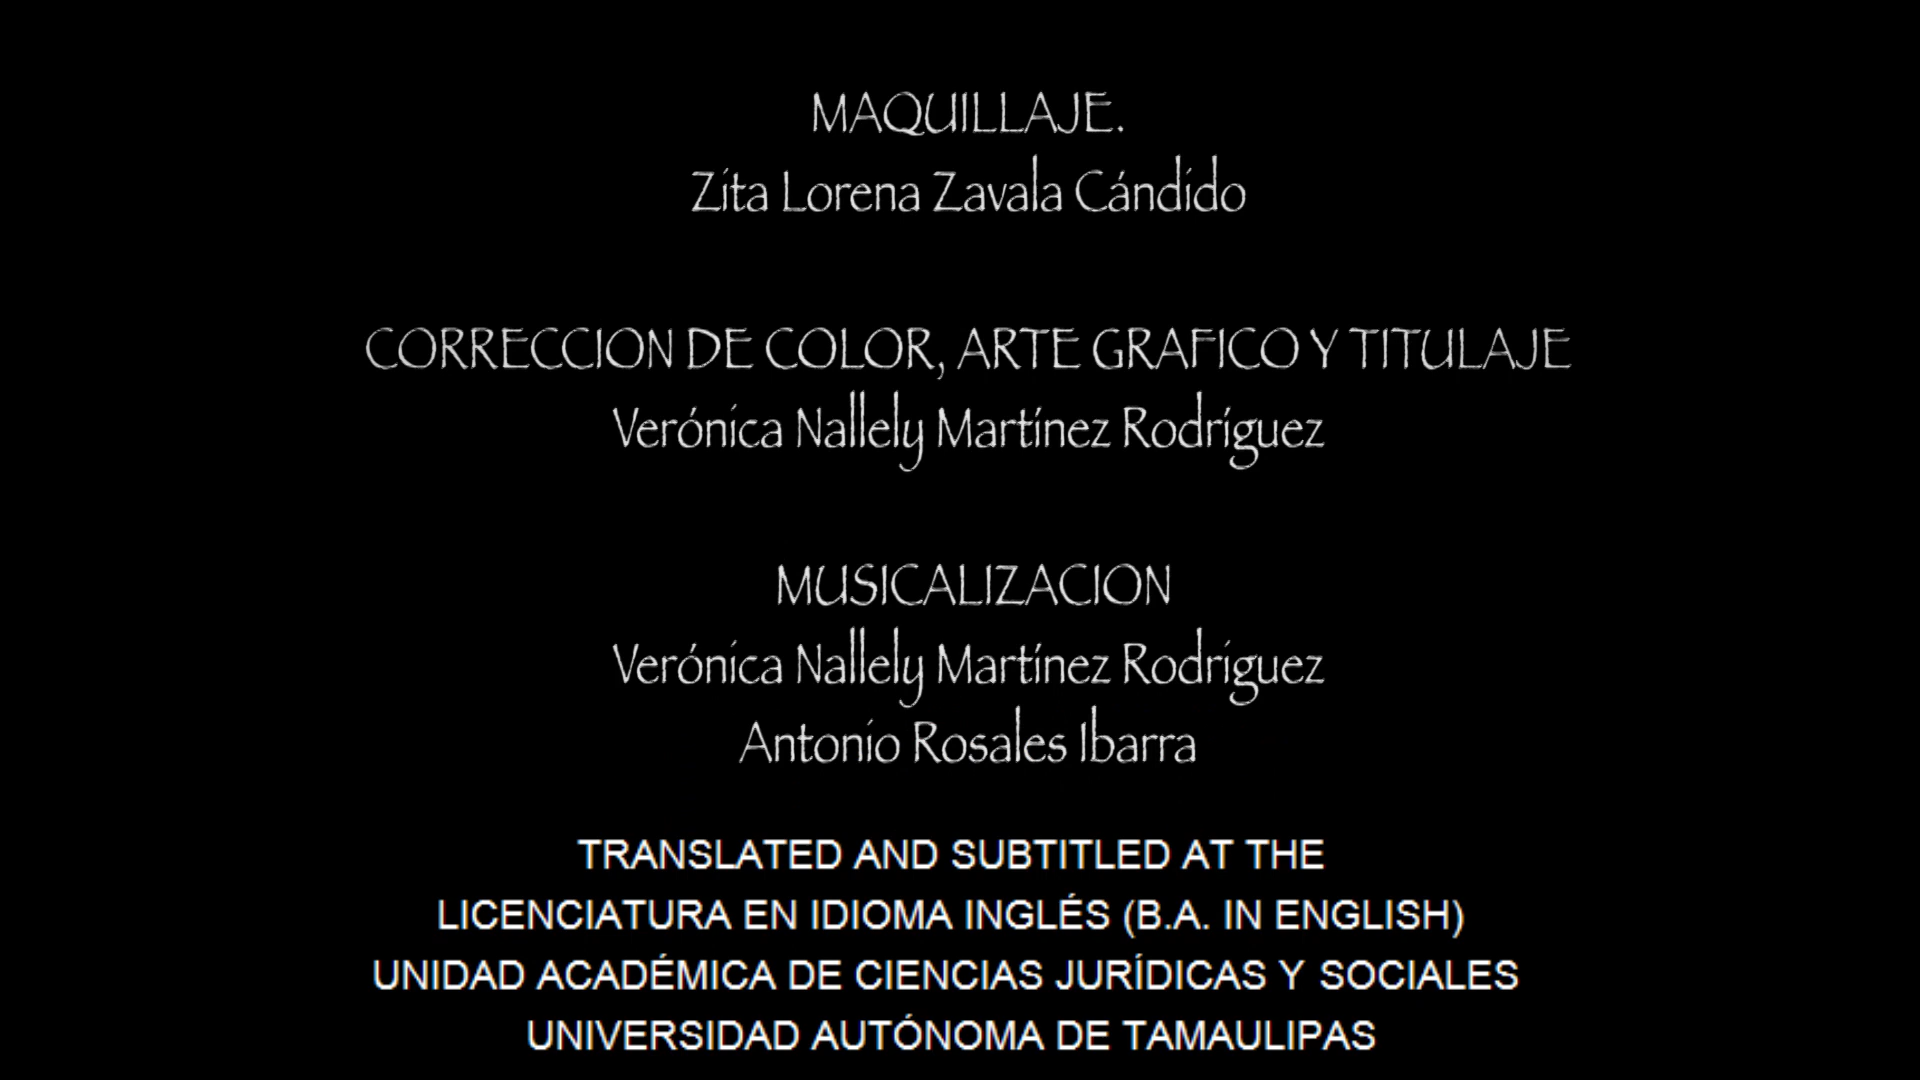 MAQUILLAJE.
Zita Lorena Zavala Cándido
CORRECCION DE COLOR, ARTE GRAFICO Y TITULAJE
Verónica Nallely Martínez Rodríguez
MUSICALIZACION
Verónica Nallely Martínez Rodriguez
Antonio Rosales Ibarra
TRANSLATED AND SUBTITLED AT THE
LICENCIATURA EN IDIOMA INGLÉS (B.A. IN ENGLISH)
UNIDAD ACADÉMICA DE CIENCIAS JURÍDICAS Y SOCIALES
UNIVERSIDAD AUTÓNOMA DE TAMAULIPAS